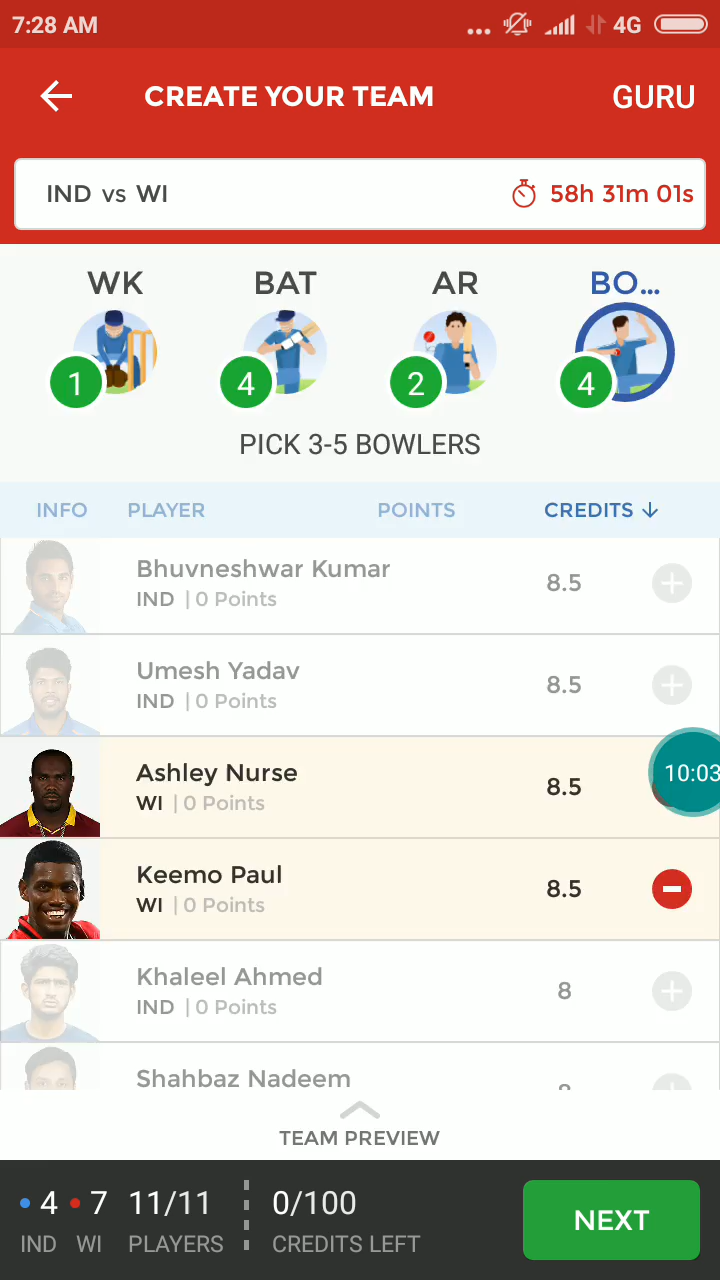 7:28 AM ... 4G
CREATE YOUR TEAM GURU
IND vs WI 58h 31m 01s
WK BAT AR BO...
1 4 2 4
PICK 3-5 BOWLERS
INFO PLAYER POINTS CREDITS
Bhuvneshwar Kumar
IND | 0 Points 8.5
Umesh Yadav
IND | 0 Points 8.5
Ashley Nurse
WI | 0 Points 8.5
10:03
Keemo Paul
WI | 0 Points 8.5
Khaleel Ahmed
IND | 0 Points 8
Shahbaz Nadeem
TEAM PREVIEW
4 7 11/11 0/100
IND WI PLAYERS CREDITS LEFT
NEXT